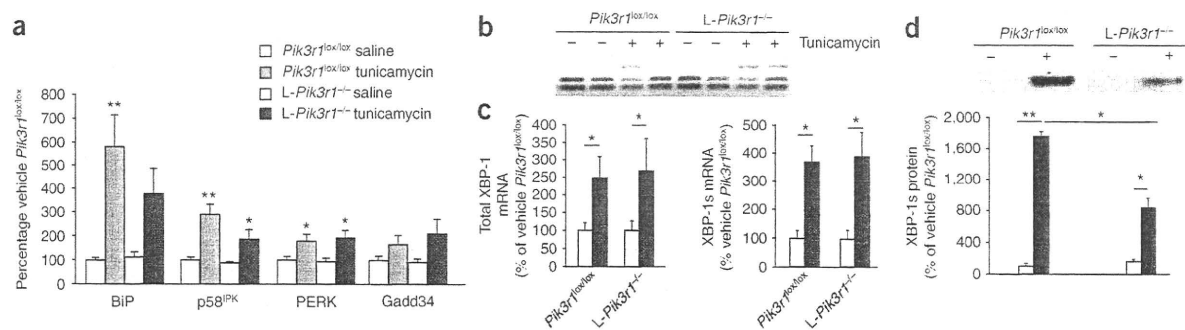 a
Pik3r1lox/lox saline
Pik3r1lox/lox tunicamycin
L-Pik3r1–/– saline
L-Pik3r1–/– tunicamycin
Percentage vehicle Pik3r1lox/lox
800
700
600
500
400
300
200
100
0
**
**
*
*
*
BiP
p58IPK
PERK
Gadd34
b
Pik3r1lox/lox
L-Pik3r1–/–
– – + + – – + + Tunicamycin
c
Total XBP-1
mRNA
(% of vehicle Pik3r1lox/lox)
400
350
300
250
200
150
100
50
0
*
*
Pik3r1lox/lox
L-Pik3r1–/–
XBP-1s mRNA
(% vehicle Pik3r1lox/lox)
500
400
300
200
100
0
*
*
Pik3r1lox/lox
L-Pik3r1–/–
d
Pik3r1lox/lox
L-Pik3r1–/–
– + – +
XBP-1s protein
(% of vehicle Pik3r1lox/lox)
2.000
1.600
1.200
800
400
0
**
*
*